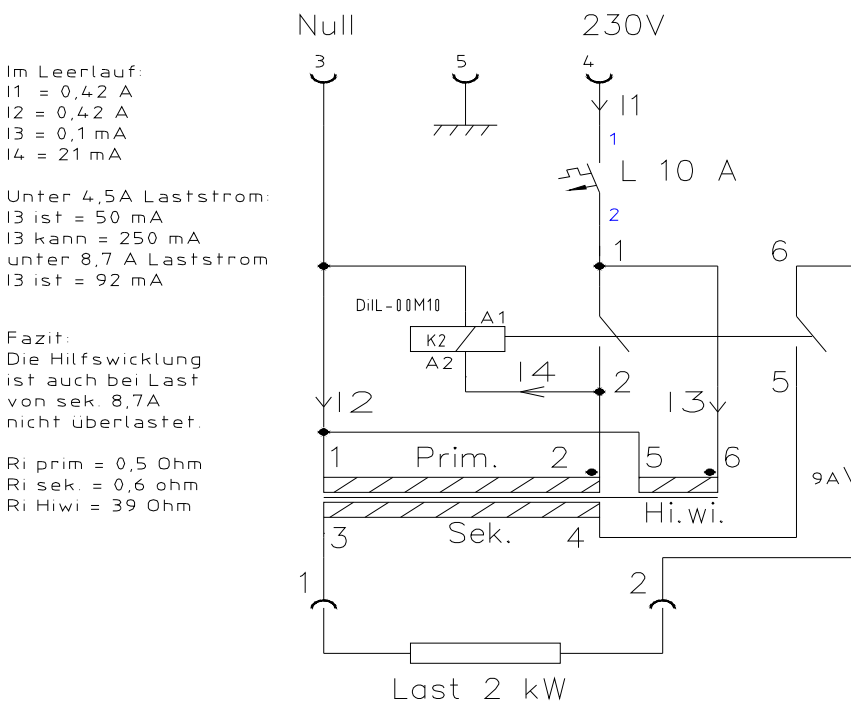 Null
230V
3
5
4
Im Leerlauf:
I1 = 0,42 A
I2 = 0,42 A
I3 = 0,1 mA
I4 = 21 mA
Unter 4,5A Laststrom:
I3 ist = 50 mA
I3 kann = 250 mA
unter 8,7 A Laststrom
I3 ist = 92 mA
Fazit:
Die Hilfswicklung
ist auch bei Last
von sek. 8,7A
nicht überlastet.
Ri prim = 0,5 Ohm
Ri sek. = 0,6 ohm
Ri Hiwi = 39 Ohm
I1
1
L 10 A
2
1
6
DilL-00M10
A1
K2
A2
I4
2
5
I2
I3
1
Prim.
2
5
6
9A
3
Sek.
4
Hi.wi.
1
2
Last 2 kW